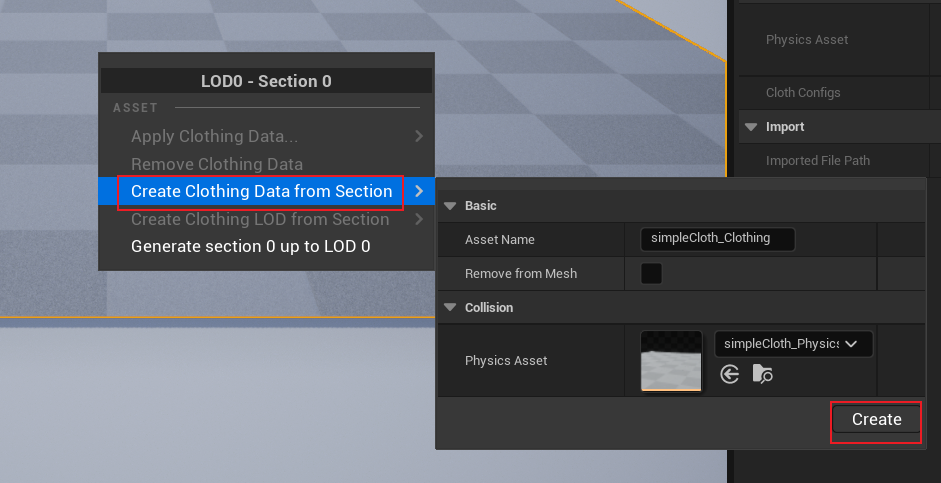 LOD0 - Section 0
ASSET
Apply Clothing Data...
Remove Clothing Data
Create Clothing Data from Section
Create Clothing LOD from Section
Generate section 0 up to LOD 0
Physics Asset
Cloth Configs
Import
Imported File Path
Basic
Asset Name
simpleCloth_Clothing
Remove from Mesh
Collision
Physics Asset
simpleCloth_Physics
Create